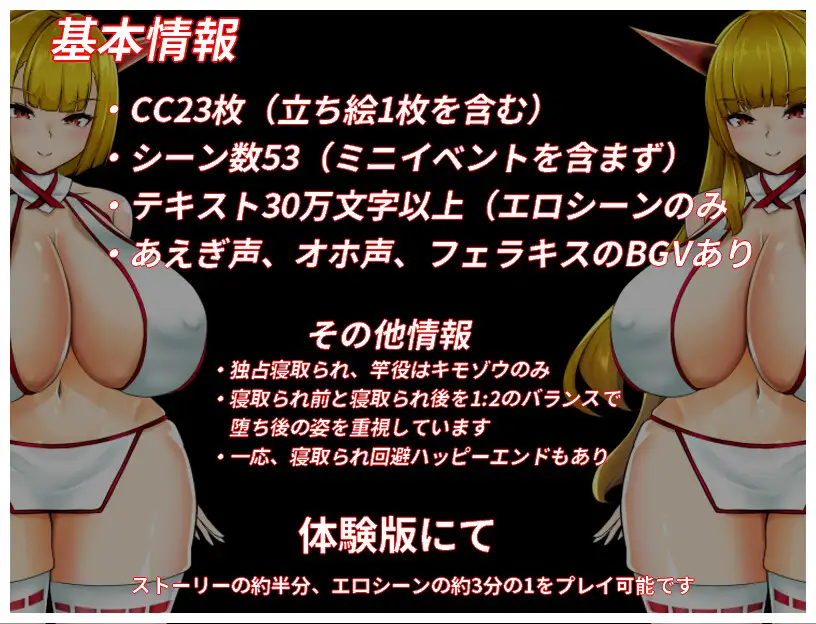 基本情報
・CC23枚（立ち絵1枚を含む）
・シーン数53（ミニイベントを含まず）
・テキスト30万文字以上（エロシーンのみ
・あえぎ声、オホ声、フェラキスのBGVあり
その他情報
・独占寝取られ、竿役はキモゾウのみ
・寝取られ前と寝取られ後を1:2のバランスで
堕ち後の姿を重視しています
・一応、寝取られ回避ハッピーエンドもあり
体験版にて
ストーリーの約半分、エロシーンの約3分の1をプレイ可能です